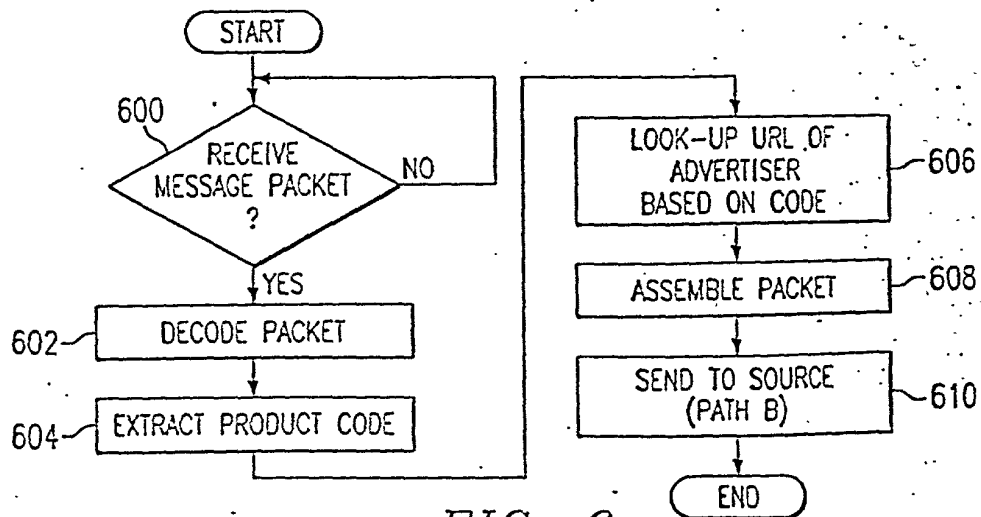 START
600
RECEIVE
MESSAGE PACKET
?
NO
YES
602
DECODE PACKET
604
EXTRACT PRODUCT CODE
LOOK-UP URL OF
ADVERTISER
BASED ON CODE
606
ASSEMBLE PACKET
608
SEND TO SOURCE
(PATH B)
610
END